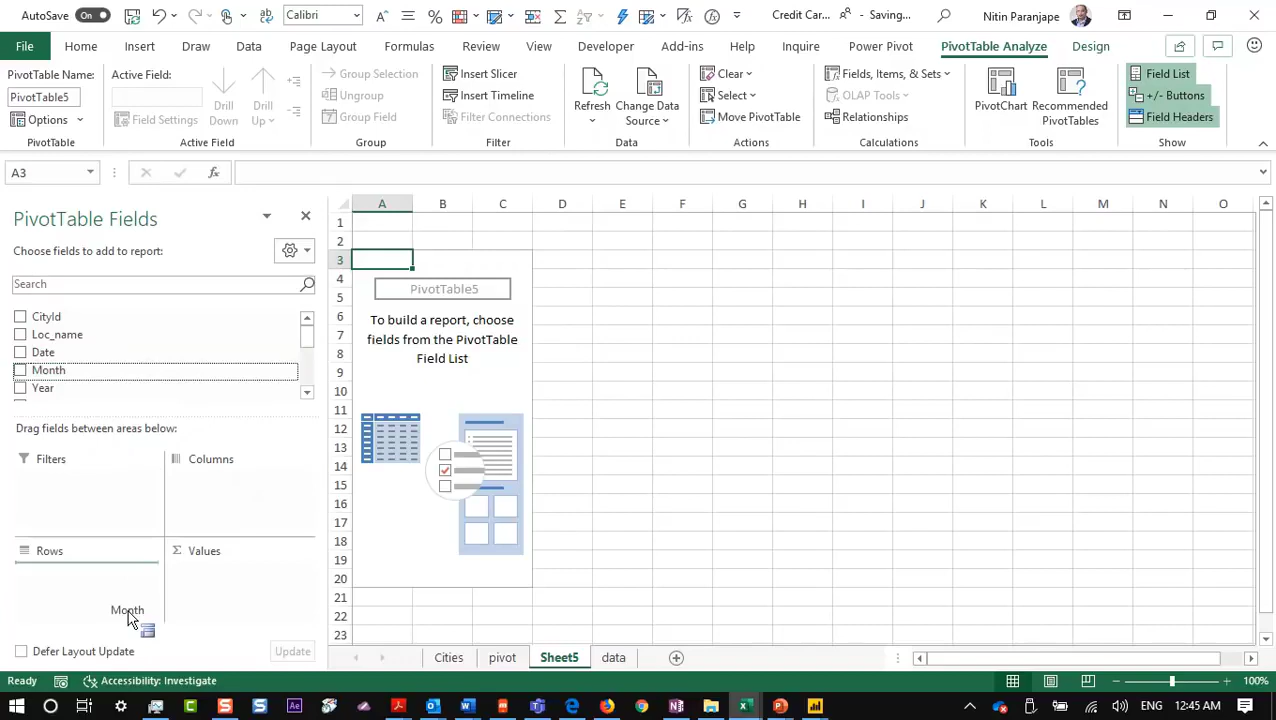 AutoSave On Calibri Credit Car... Saving... Nitin Paranjape
File Home Insert Draw Data Page Layout Formulas Review View Developer Add-ins Help Inquire Power Pivot PivotTable Analyze Design
PivotTable Name:
PivotTable5
Options
PivotTable
Active Field:
Field Settings
Drill Down
Drill Up
Active Field
Group Selection
Ungroup
Group Field
Group
Insert Slicer
Insert Timeline
Filter Connections
Filter
Refresh
Change Data Source
Data
Clear
Select
Move PivotTable
Actions
Fields, Items, & Sets
OLAP Tools
Relationships
Calculations
PivotChart
Recommended PivotTables
Tools
Field List
+/- Buttons
Field Headers
Show
A3 fx
PivotTable Fields
Choose fields to add to report:
Search
CityId
Loc_name
Date
Month
Year
Drag fields between areas below:
Filters
Columns
Rows
Σ Values
Month
Defer Layout Update
Update
A B C D E F G H I J K L M N O
1
2
3
4
5
6
7
8
9
10
11
12
13
14
15
16
17
18
19
20
21
22
23
PivotTable5
To build a report, choose
fields from the PivotTable
Field List
Cities pivot Sheet5 data
Ready Accessibility: Investigate 100%
ENG 12:45 AM